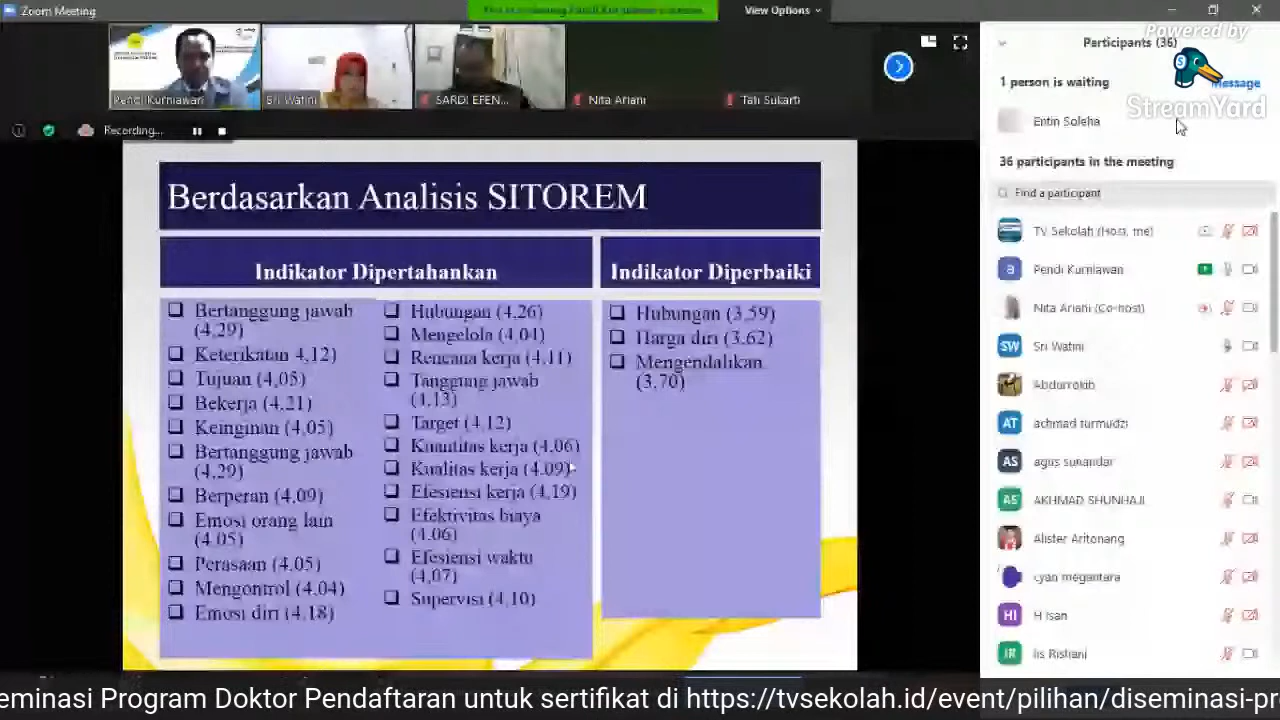 Zoom Meeting
View Options
Pendi Kurniawan
Sri Watini
SARDI EFEN...
Nita Ariani
Tati Sukarti
Recording...
Berdasarkan Analisis SITOREM
Indikator Dipertahankan
Bertanggung jawab
(4,29)
Keterikatan 4,12)
Tujuan (4,05)
Bekerja (4,21)
Keinginan (4,05)
Bertanggung jawab
(4,29)
Berperan (4,09)
Emosi orang lain
(4.05)
Perasaan (4.05)
Mengontrol (4.04)
Emosi diri (4.18)
Hubungan (4.26)
Mengelola (4.04)
Rencana kerja (4.11)
Tanggung jawab
(4.13)
Target (4.12)
Kuantitas kerja (4.06)
Kualitas kerja (4.09)
Efesiensi kerja (4,19)
Efektivitas biaya
(4.06)
Efesiensi waktu
(4,07)
Supervisi (4,10)
Indikator Diperbaiki
Hubungan (3,59)
Harga diri (3.62)
Mengendalikan
(3,70)
Participants (36)
Powered by
StreamYard
1 person is waiting
Message
Entin Soleha
36 participants in the meeting
Find a participant
TV Sekolah (Host, me)
a Pendi Kurniawan
Nita Ariani (Co-host)
SW Sri Watini
Abdurrokib
AT achmad turmudzi
AS agus sunandar
AS AKHMAD SHUNHAJI
Alister Aritonang
cyan megantara
HI H Isan
IR Iis Ristiani
eminasi Program Doktor Pendaftaran untuk sertifikat di https://tvsekolah.id/event/pilihan/diseminasi-pr